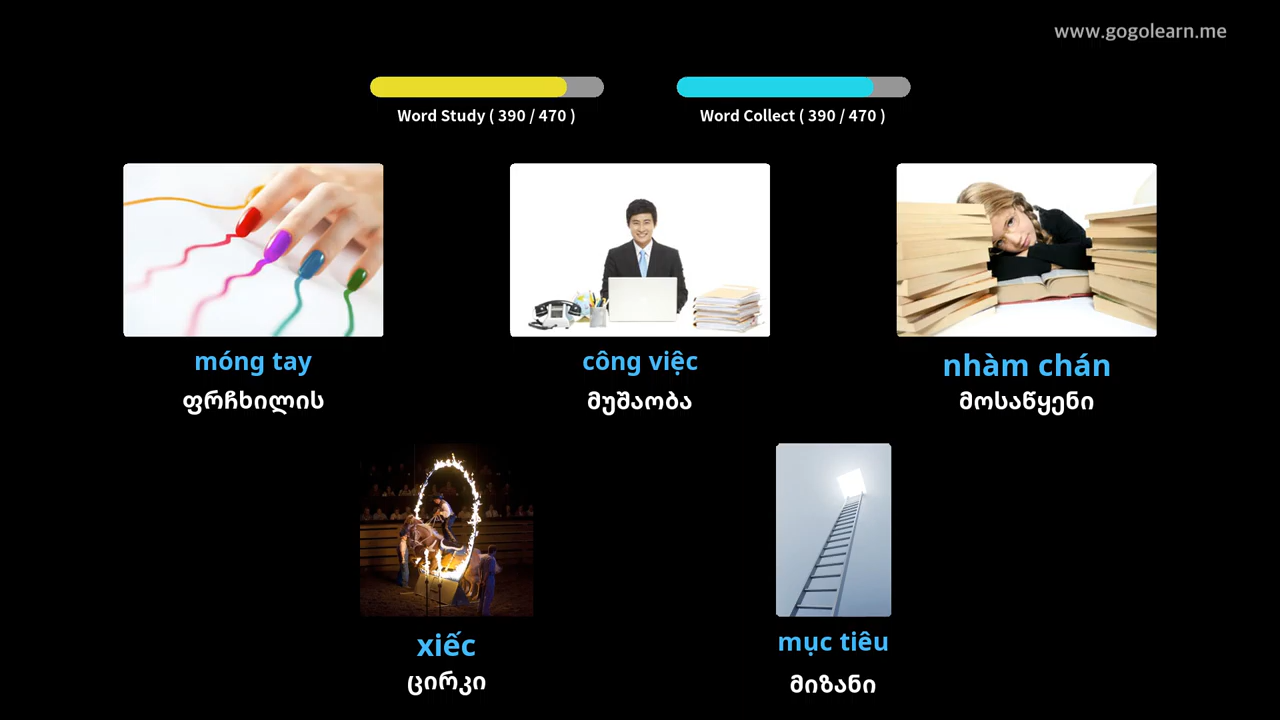 www.gogolearn.me
Word Study ( 390 / 470 )
Word Collect ( 390 / 470 )
móng tay
ფრჩხილის
công việc
მუშაობა
nhàm chán
მოსაწყენი
xiếc
ცირკი
mục tiêu
მიზანი